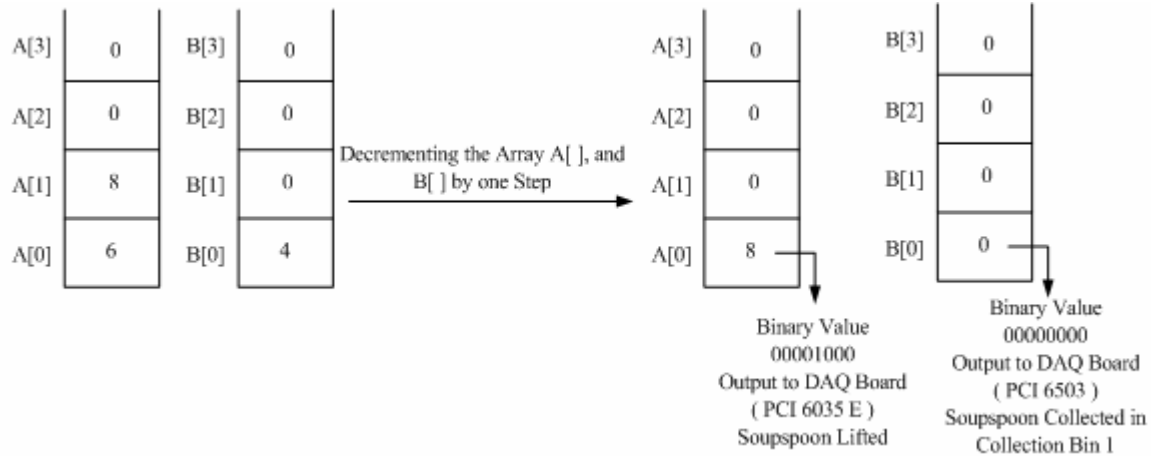 A[3] 0 B[3] 0
A[2] 0 B[2] 0
A[1] 8 B[1] 0
A[0] 6 B[0] 4
Decrementing the Array A[ ], and
B[ ] by one Step
A[3] 0 B[3] 0
A[2] 0 B[2] 0
A[1] 0 B[1] 0
A[0] 8 B[0] 0
Binary Value
00001000
Output to DAQ Board
( PCI 6035 E )
Soupspoon Lifted
Binary Value
00000000
Output to DAQ Board
( PCI 6503 )
Soupspoon Collected in
Collection Bin 1